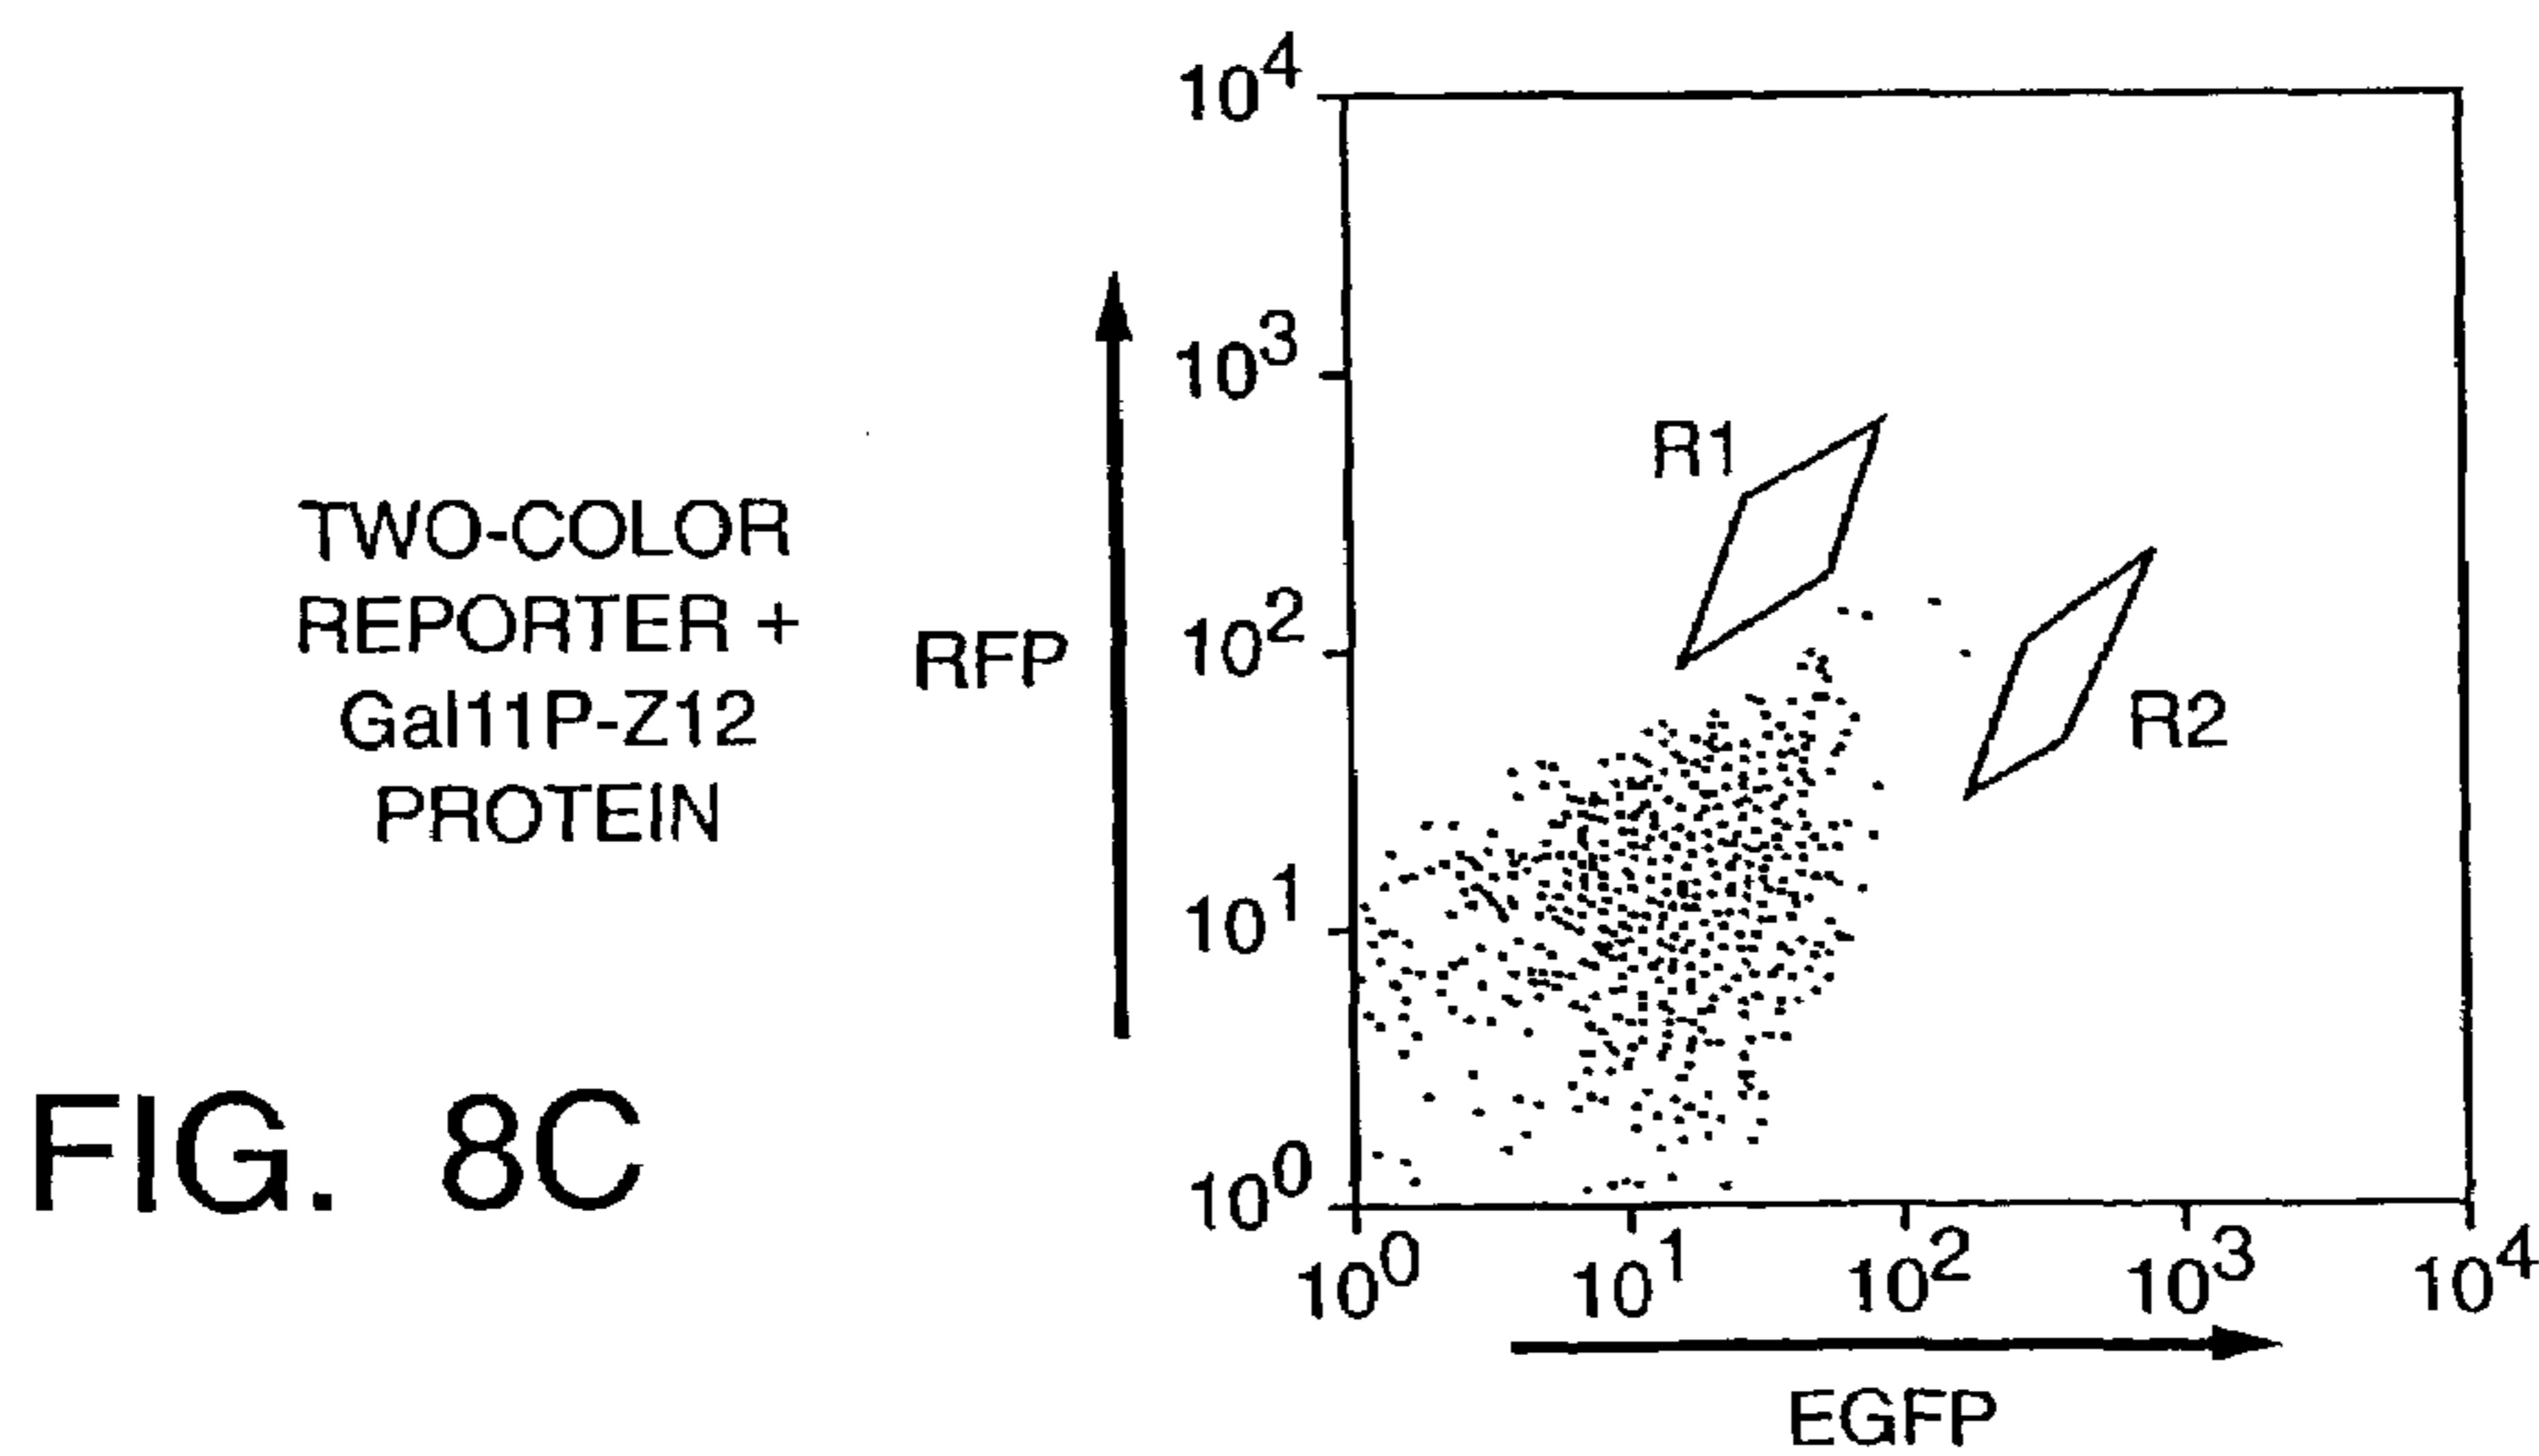 TWO-COLOR
REPORTER +
Gal11P-Z12
PROTEIN
FIG. 8C
RFP
10^4
10^3
10^2
10^1
10^0
R1
R2
10^0 10^1 10^2 10^3 10^4
EGFP